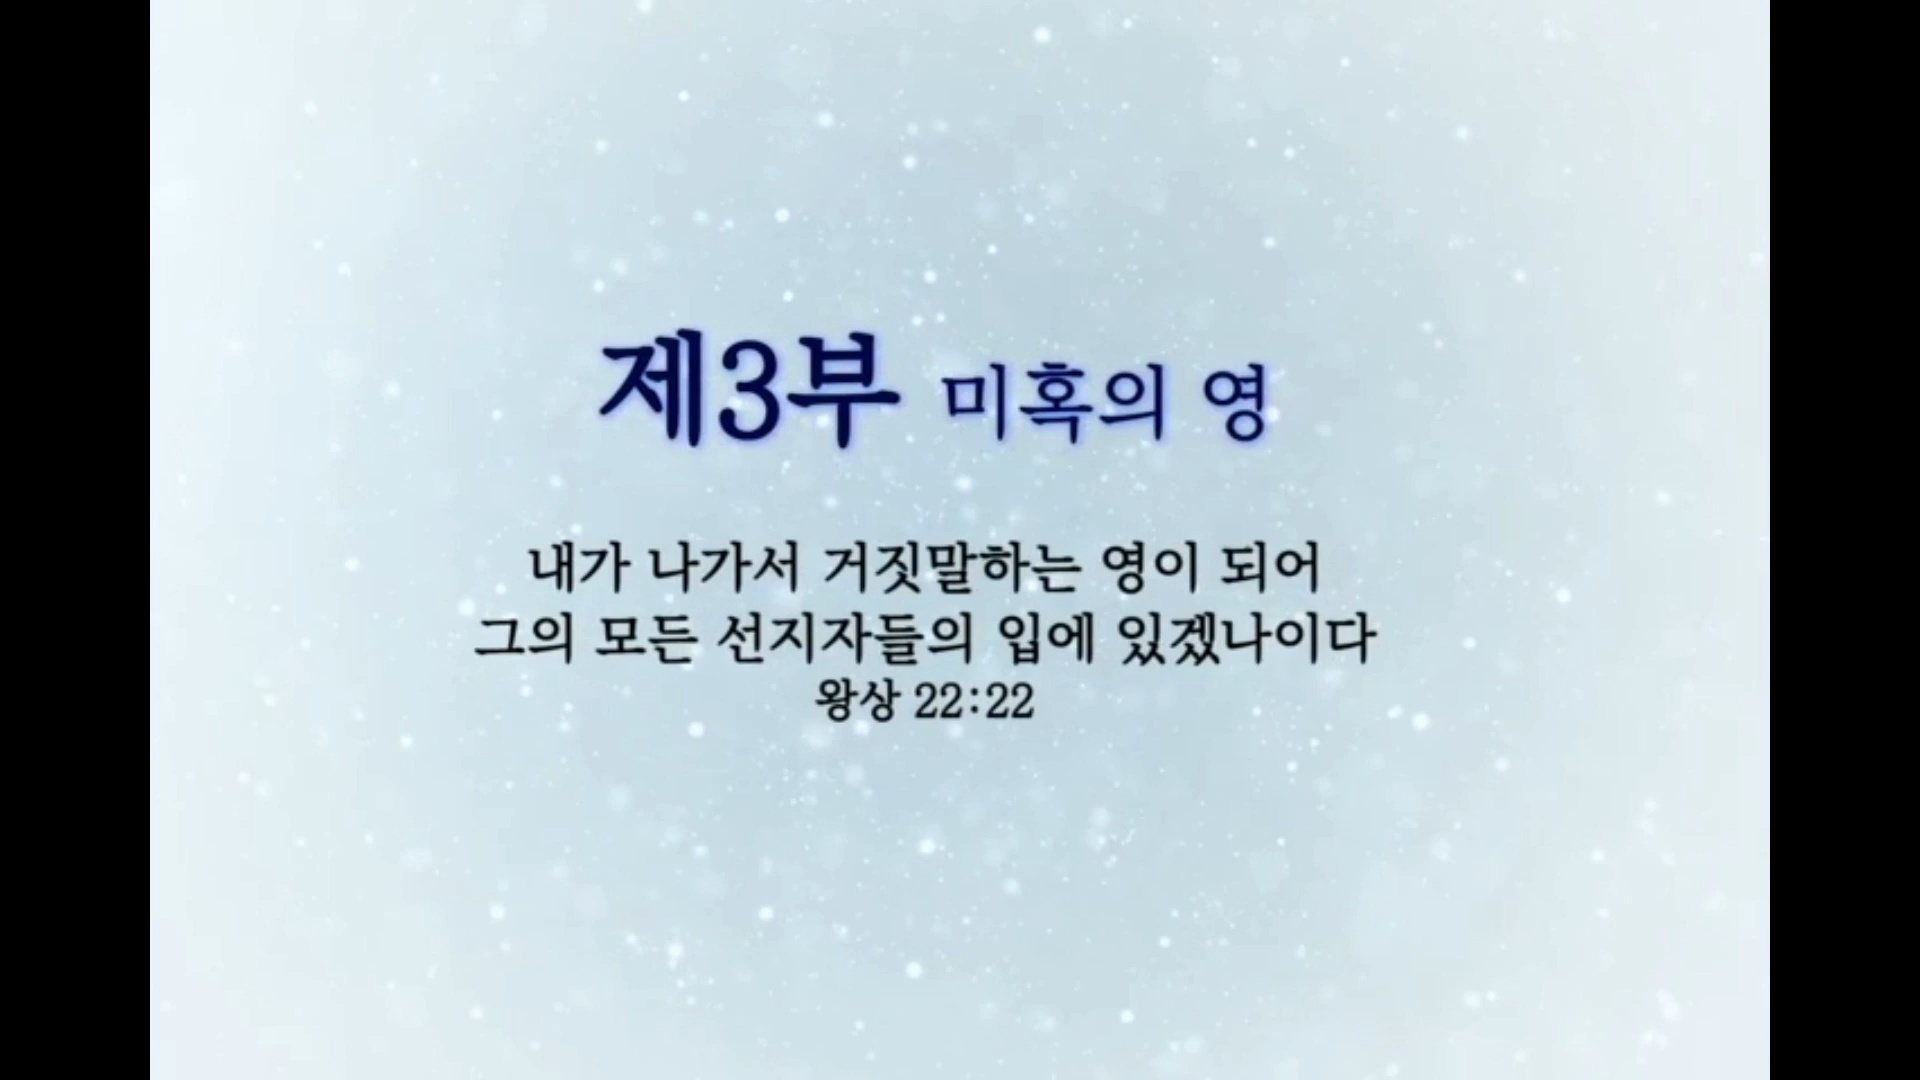 제3부 미혹의 영
내가 나가서 거짓말하는 영이 되어
그의 모든 선지자들의 입에 있겠나이다
왕상 22:22